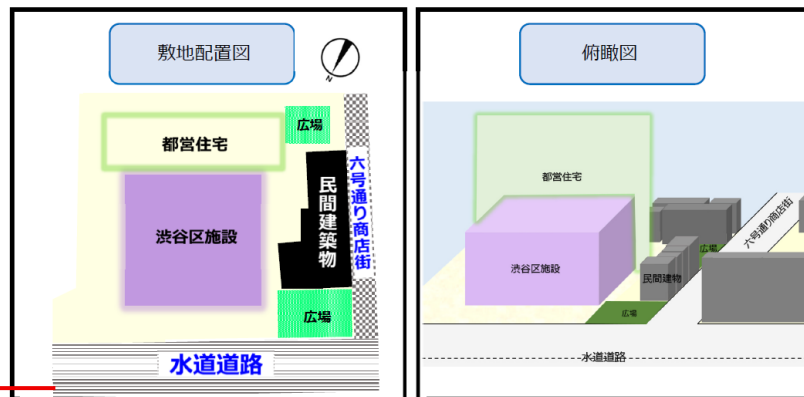 敷地配置図
N
広場
都営住宅
六号通り商店街
民間建築物
渋谷区施設
広場
水道道路
俯瞰図
都営住宅
六号通り商店街
広場
渋谷区施設
民間建物
広場
水道道路